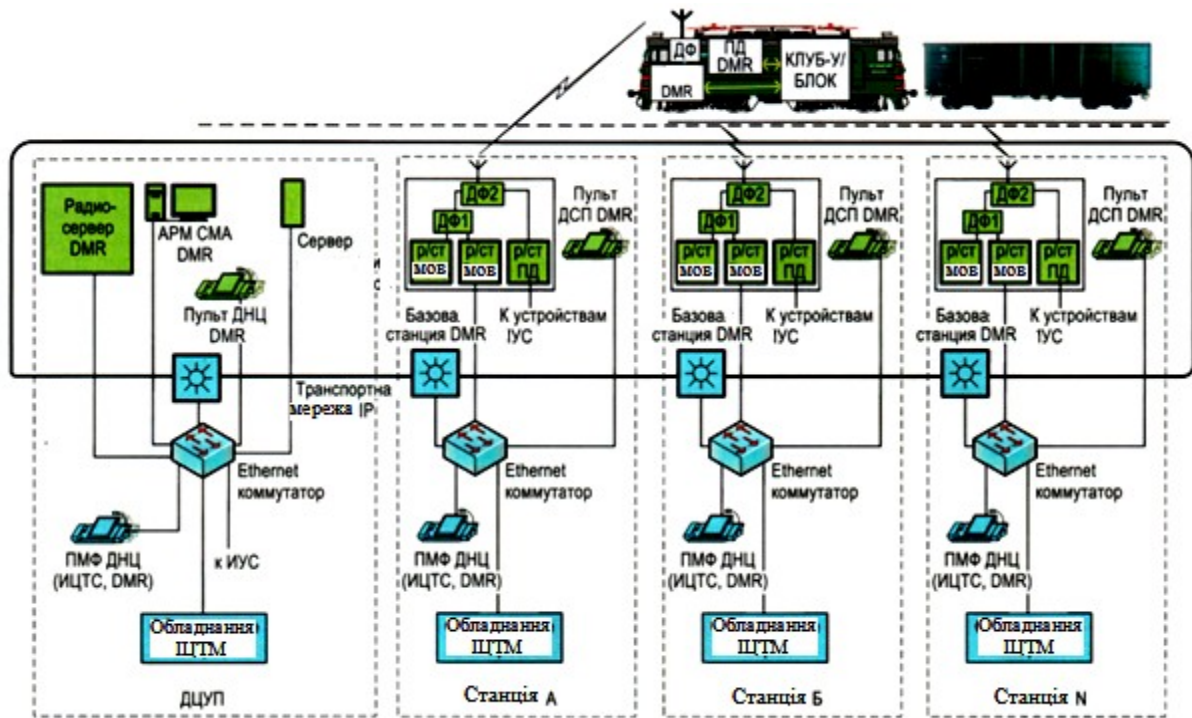 ДФ
ПД
DMR
КЛУБ-У/
БЛОК
DMR
Радио-
сервер
DMR
АРМ СМА
DMR
Сервер
Пульт ДНЦ
DMR
Транспортна
мережа IP
Ethernet
коммутатор
ПМФ ДНЦ
(ИЦТС, DMR)
к ИУС
Обладнання
ЩТМ
ДЦУП
ДФ2
ДФ1
Р/СТ
МОВ
Р/СТ
МОВ
Р/СТ
ПД
Пульт
ДСП DMR
Базова
станция DMR
К устройствам
ІУС
Ethernet
коммутатор
ПМФ ДНЦ
(ИЦТС, DMR)
Обладнання
ЩТМ
Станція А
ДФ2
ДФ1
Р/СТ
МОВ
Р/СТ
МОВ
Р/СТ
ПД
Пульт
ДСП DMR
Базова
станция DMR
К устройствам
ІУС
Ethernet
коммутатор
ПМФ ДНЦ
(ИЦТС, DMR)
Обладнання
ЩТМ
Станція Б
ДФ2
ДФ1
Р/СТ
МОВ
Р/СТ
МОВ
Р/СТ
ПД
Пульт
ДСП DMR
Базова
станция DMR
К устройствам
ІУС
Ethernet
коммутатор
ПМФ ДНЦ
(ИЦТС, DMR)
Обладнання
ЩТМ
Станція N